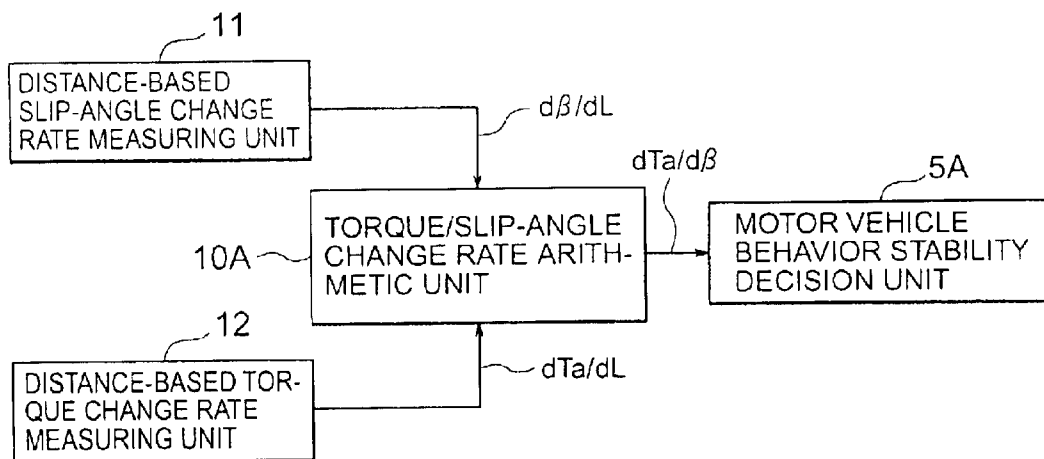 11
DISTANCE-BASED
SLIP-ANGLE CHANGE
RATE MEASURING UNIT
dβ/dL
dTa/dβ
5A
10A
TORQUE/SLIP-ANGLE
CHANGE RATE ARITH-
METIC UNIT
MOTOR VEHICLE
BEHAVIOR STABILITY
DECISION UNIT
12
dTa/dL
DISTANCE-BASED TOR-
QUE CHANGE RATE
MEASURING UNIT